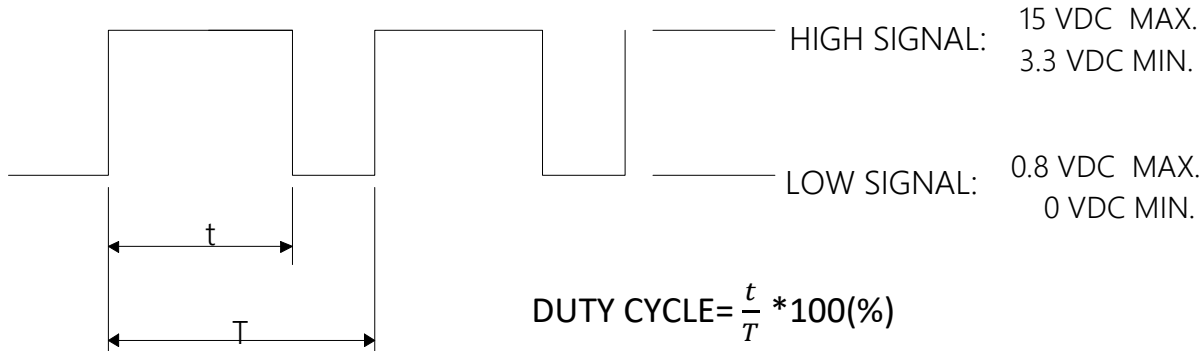 HIGH SIGNAL: 15 VDC MAX.
3.3 VDC MIN.
LOW SIGNAL: 0.8 VDC MAX.
0 VDC MIN.
t
T
DUTY CYCLE= t/T *100(%)